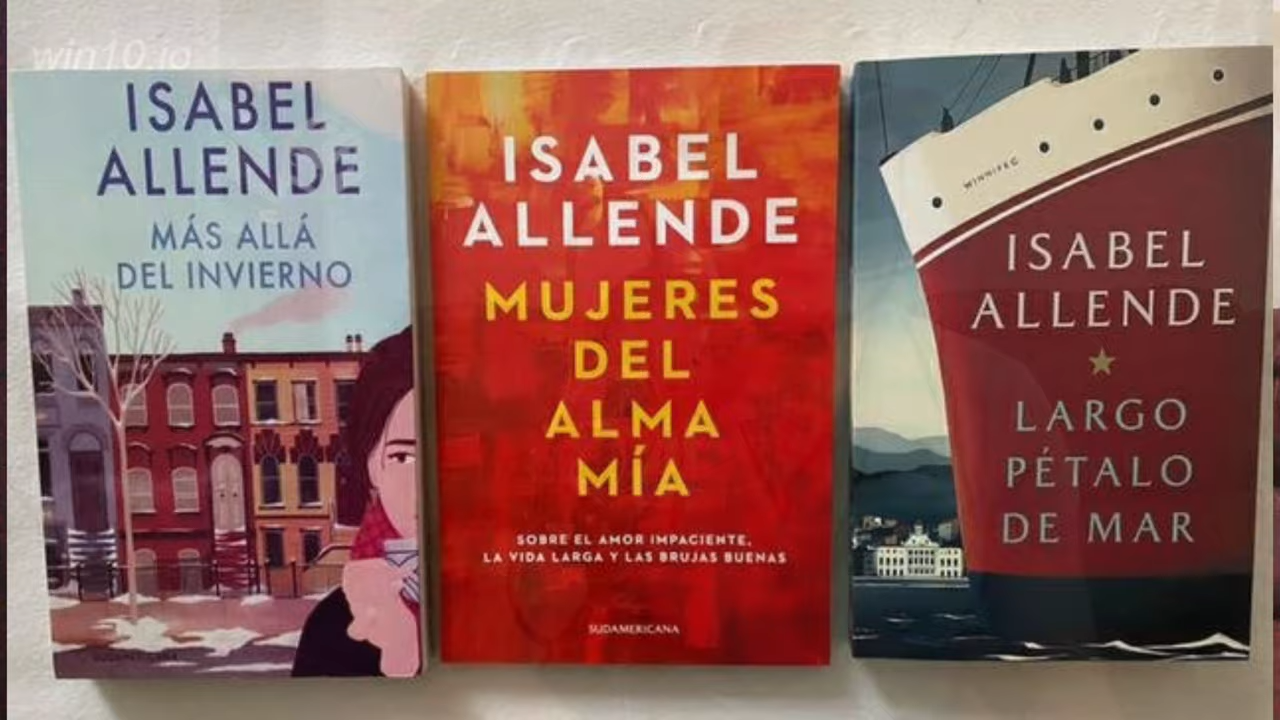 win10.io
ISABEL
ALLENDE
MÁS ALLÁ
DEL INVIERNO
ISABEL
ALLENDE
MUJERES
DEL
ALMA
MÍA
SOBRE EL AMOR IMPACIENTE,
LA VIDA LARGA Y LAS BRUJAS BUENAS
SUDAMERICANA
WINNIPEG
ISABEL
ALLENDE
LARGO
PÉTALO
DE MAR